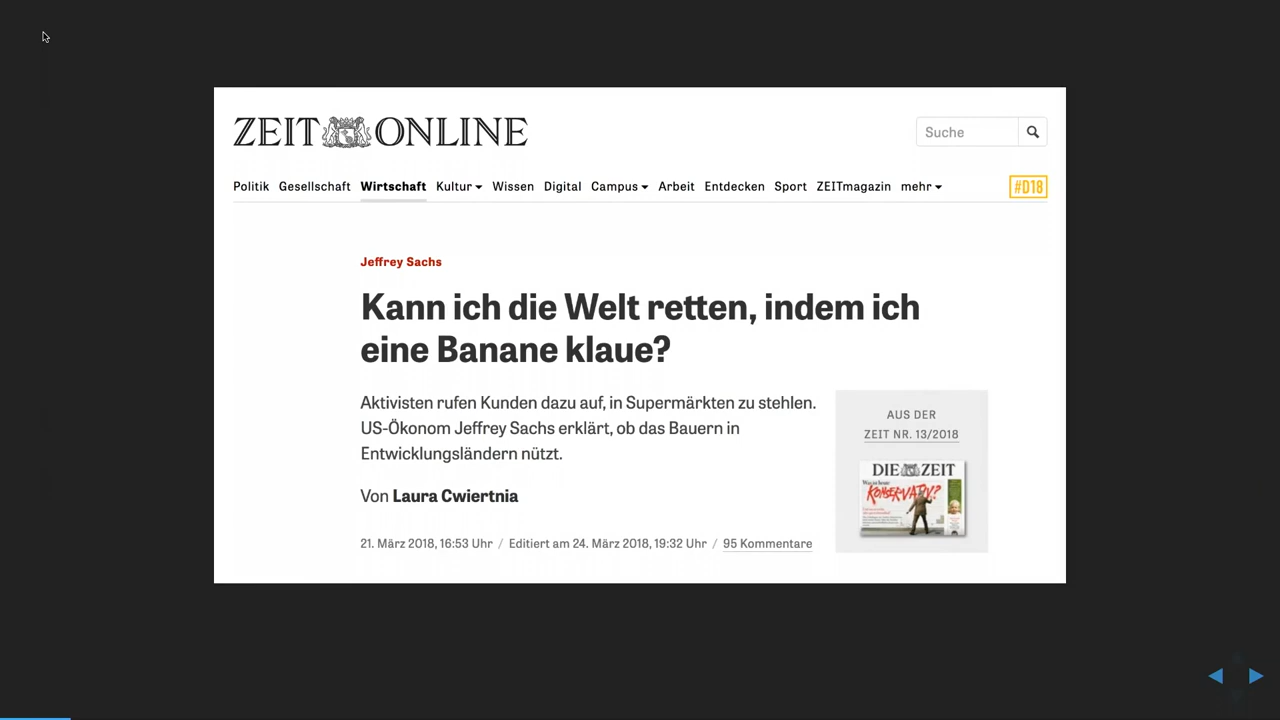 ZEIT ONLINE
Suche
Politik Gesellschaft Wirtschaft Kultur Wissen Digital Campus Arbeit Entdecken Sport ZEITmagazin mehr #D18
Jeffrey Sachs
Kann ich die Welt retten, indem ich
eine Banane klaue?
Aktivisten rufen Kunden dazu auf, in Supermärkten zu stehlen.
US-Ökonom Jeffrey Sachs erklärt, ob das Bauern in
Entwicklungsländern nützt.
Von Laura Cwiertnia
21. März 2018, 16:53 Uhr / Editiert am 24. März 2018, 19:32 Uhr / 95 Kommentare
AUS DER
ZEIT NR. 13/2018
DIE ZEIT
KONSERVATIV?